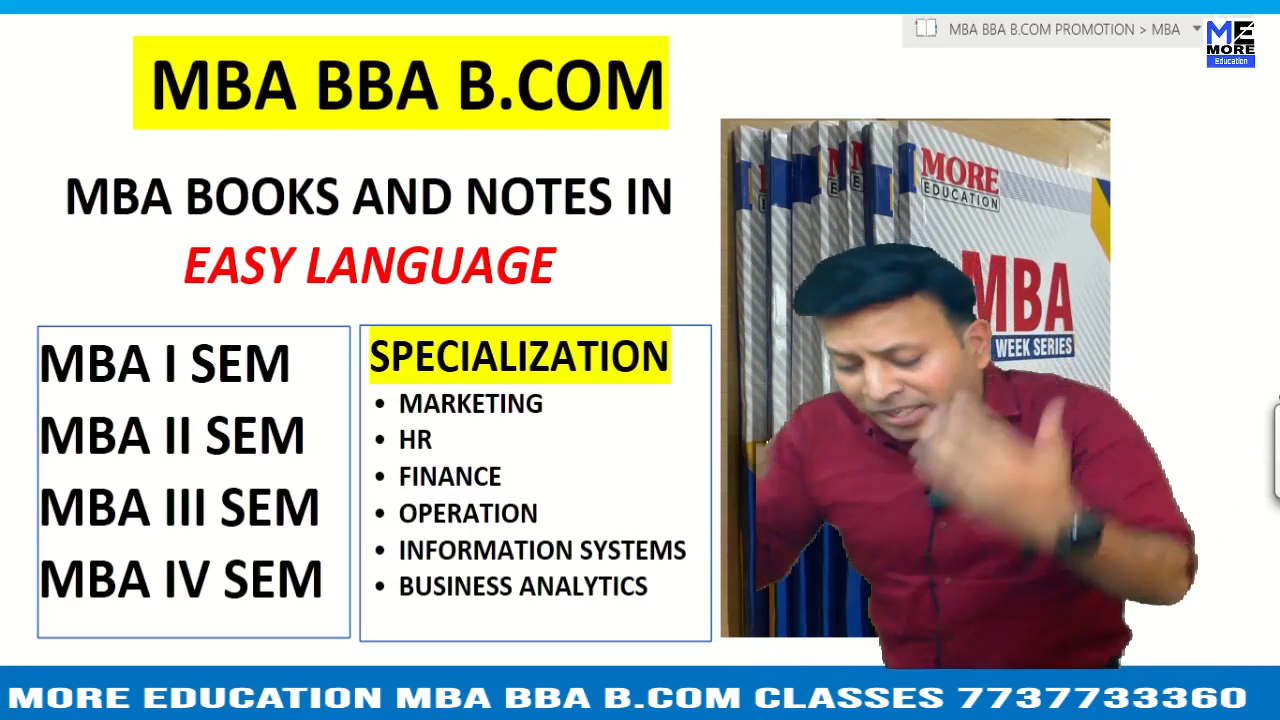 MBA BBA B.COM PROMOTION > MBA
ME
MORE
Education
MBA BBA B.COM
MBA BOOKS AND NOTES IN
EASY LANGUAGE
MBA I SEM
MBA II SEM
MBA III SEM
MBA IV SEM
SPECIALIZATION
• MARKETING
• HR
• FINANCE
• OPERATION
• INFORMATION SYSTEMS
• BUSINESS ANALYTICS
MORE
EDUCATION
MBA
WEEK SERIES
MORE EDUCATION MBA BBA B.COM CLASSES 7737733360